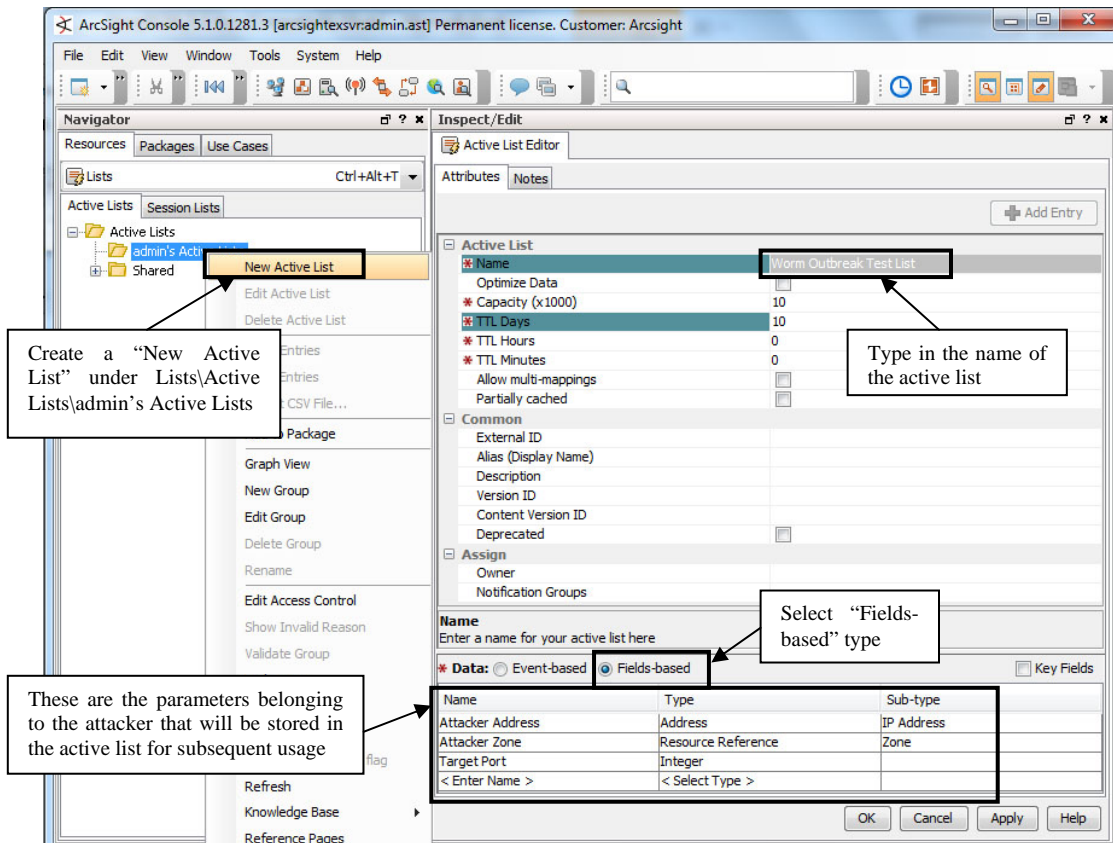 ArcSight Console 5.1.0.1281.3 [arcsightexsvr:admin.ast] Permanent license. Customer: Arcsight
File Edit View Window Tools System Help
Navigator
Resources Packages Use Cases
Lists Ctrl+Alt+T
Active Lists Session Lists
Active Lists
admin's Active
Shared
New Active List
Edit Active List
Delete Active List
Entries
Entries
CSV File...
Package
Graph View
New Group
Edit Group
Delete Group
Rename
Edit Access Control
Show Invalid Reason
Validate Group
flag
Refresh
Knowledge Base
Reference Pages
Create a “New Active
List” under Lists\Active
Lists\admin’s Active Lists
These are the parameters belonging
to the attacker that will be stored in
the active list for subsequent usage
Inspect/Edit
Active List Editor
Attributes Notes
Add Entry
Active List
* Name Worm Outbreak Test List
Optimize Data
* Capacity (x1000) 10
* TTL Days 10
* TTL Hours 0
* TTL Minutes 0
Allow multi-mappings
Partially cached
Common
External ID
Alias (Display Name)
Description
Version ID
Content Version ID
Deprecated
Assign
Owner
Notification Groups
Type in the name of
the active list
Name
Enter a name for your active list here
Select “Fields-
based” type
* Data: Event-based Fields-based Key Fields
Name Type Sub-type
Attacker Address Address IP Address
Attacker Zone Resource Reference Zone
Target Port Integer
< Enter Name > < Select Type >
OK Cancel Apply Help